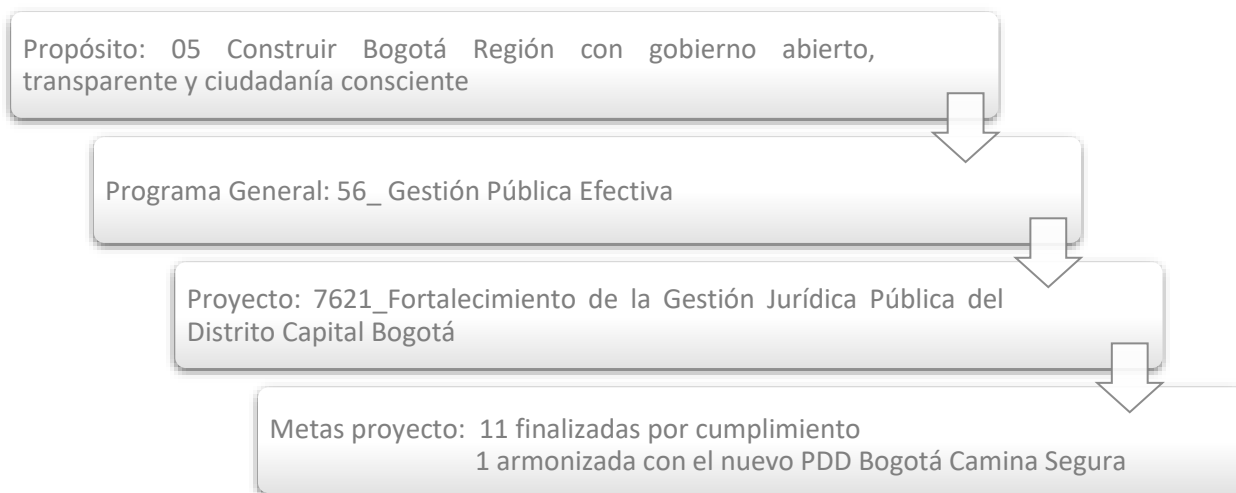 Propósito: 05 Construir Bogotá Región con gobierno abierto,
transparente y ciudadanía consciente
Programa General: 56_ Gestión Pública Efectiva
Proyecto: 7621_Fortalecimiento de la Gestión Jurídica Pública del
Distrito Capital Bogotá
Metas proyecto: 11 finalizadas por cumplimiento
1 armonizada con el nuevo PDD Bogotá Camina Segura